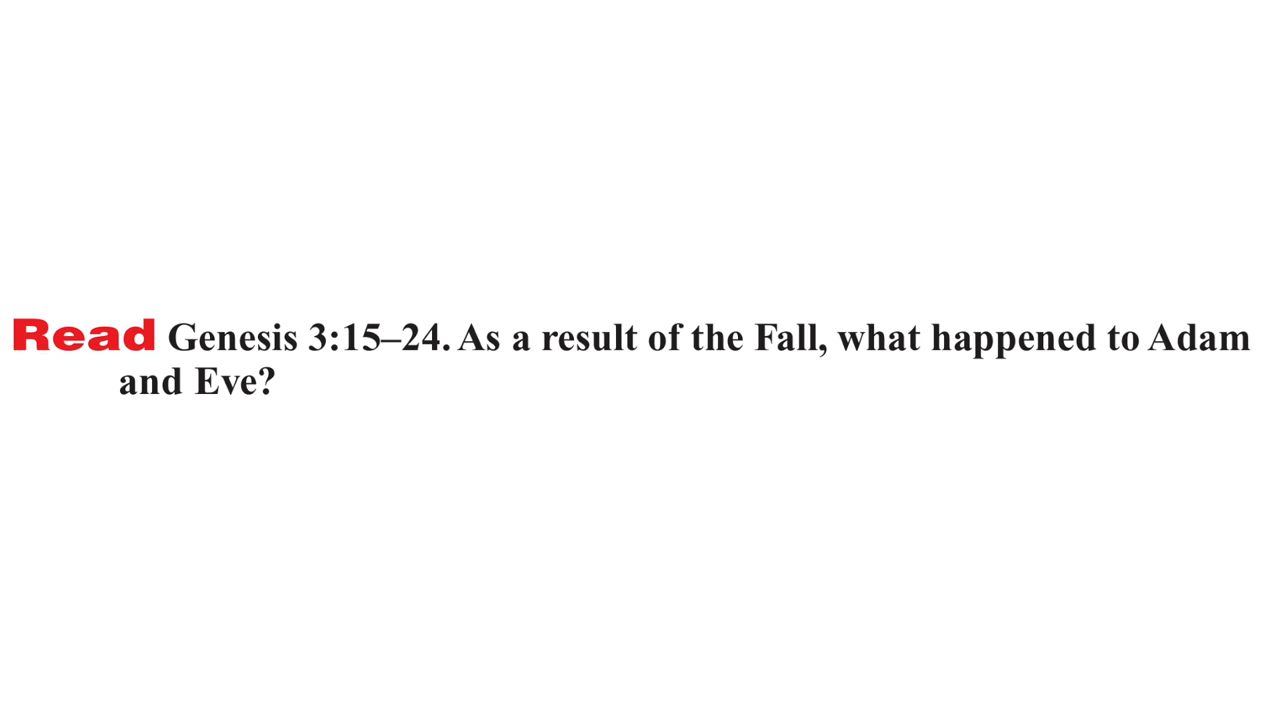 Read Genesis 3:15–24. As a result of the Fall, what happened to Adam
and Eve?